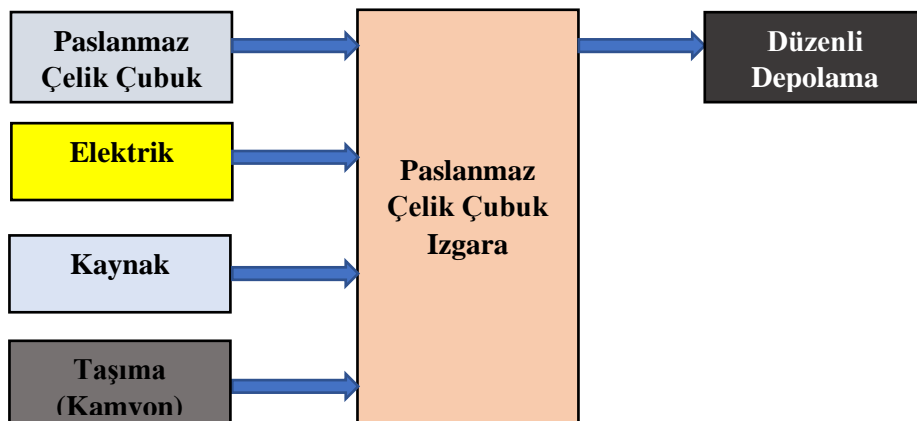 Paslanmaz
Çelik Çubuk
Elektrik
Kaynak
Taşıma
(Kamyon)
Paslanmaz
Çelik Çubuk
Izgara
Düzenli
Depolama